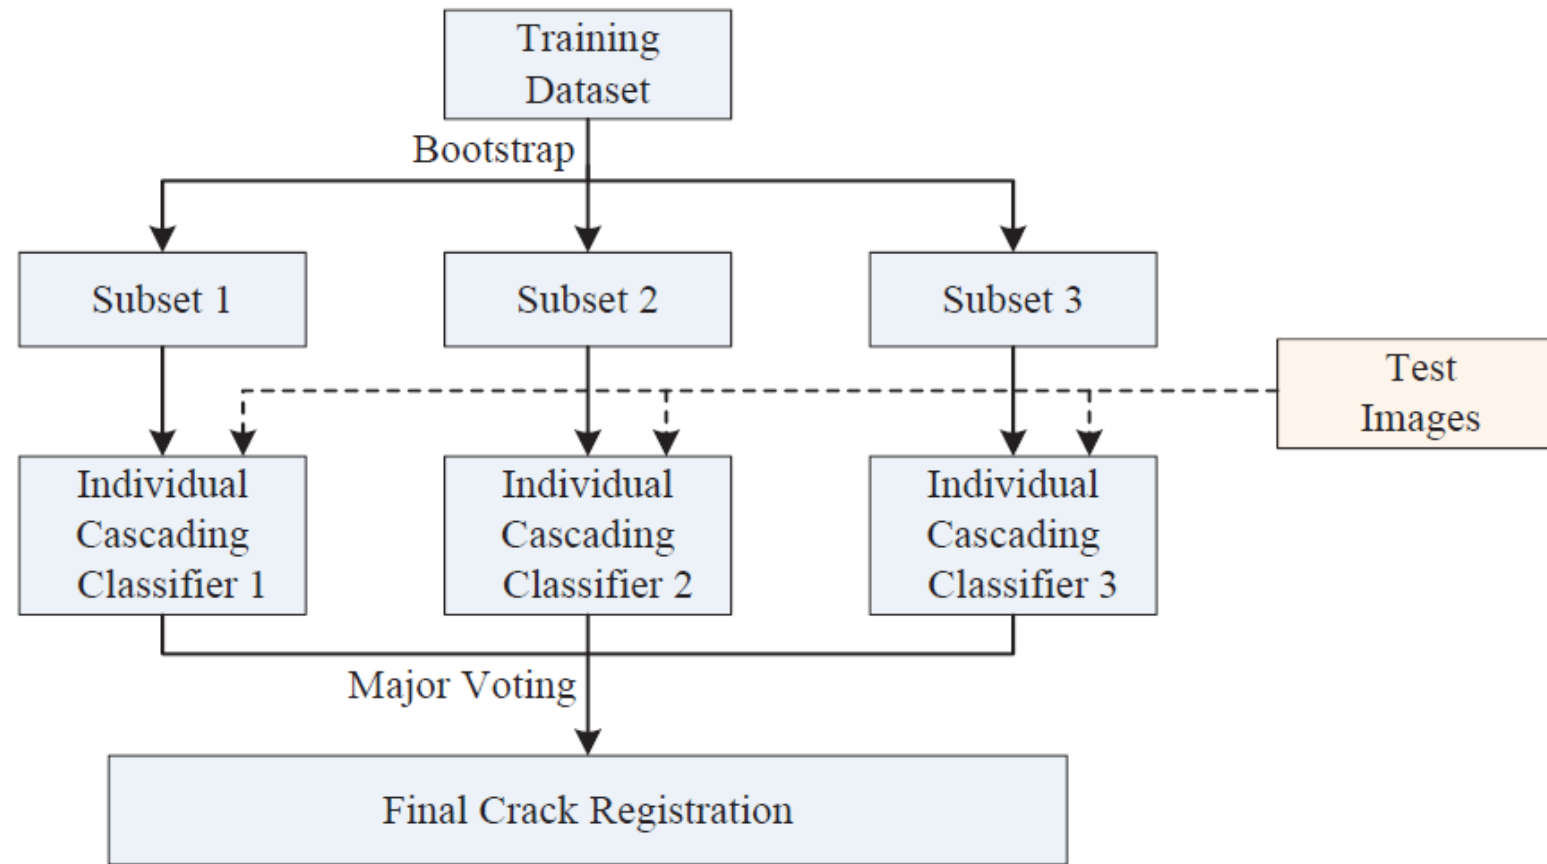 Training
Dataset
Bootstrap
Subset 1
Subset 2
Subset 3
Test
Images
Individual
Cascading
Classifier 1
Individual
Cascading
Classifier 2
Individual
Cascading
Classifier 3
Major Voting
Final Crack Registration